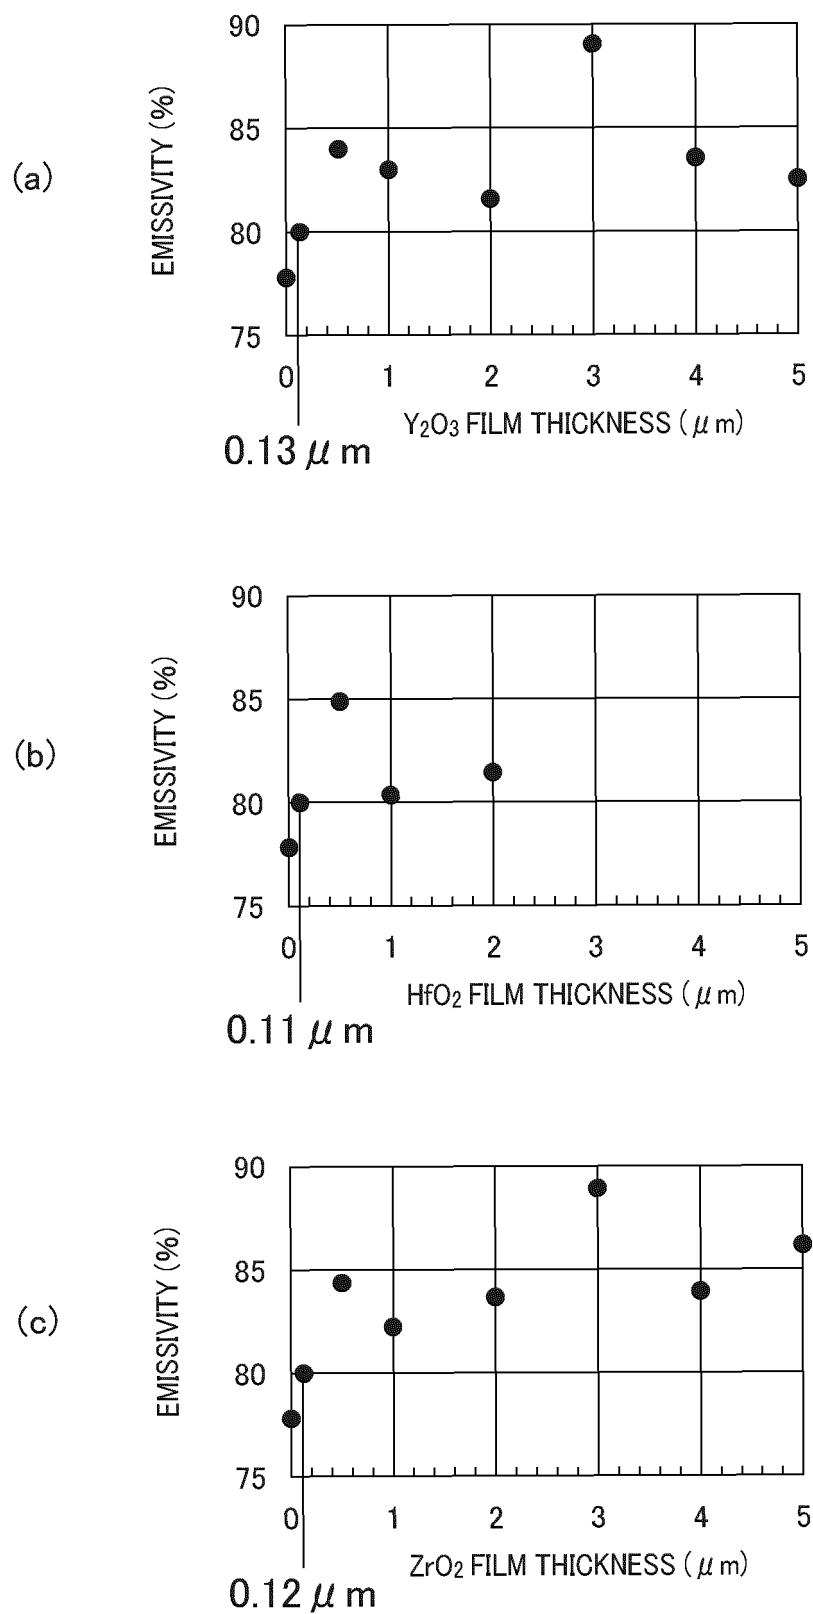 (a)
EMISSIVITY (%)
90
85
80
75
0 1 2 3 4 5
Y2O3 FILM THICKNESS (μm)
0.13 μm
(b)
EMISSIVITY (%)
90
85
80
75
0 1 2 3 4 5
HfO2 FILM THICKNESS (μm)
0.11 μm
(c)
EMISSIVITY (%)
90
85
80
75
0 1 2 3 4 5
ZrO2 FILM THICKNESS (μm)
0.12 μm